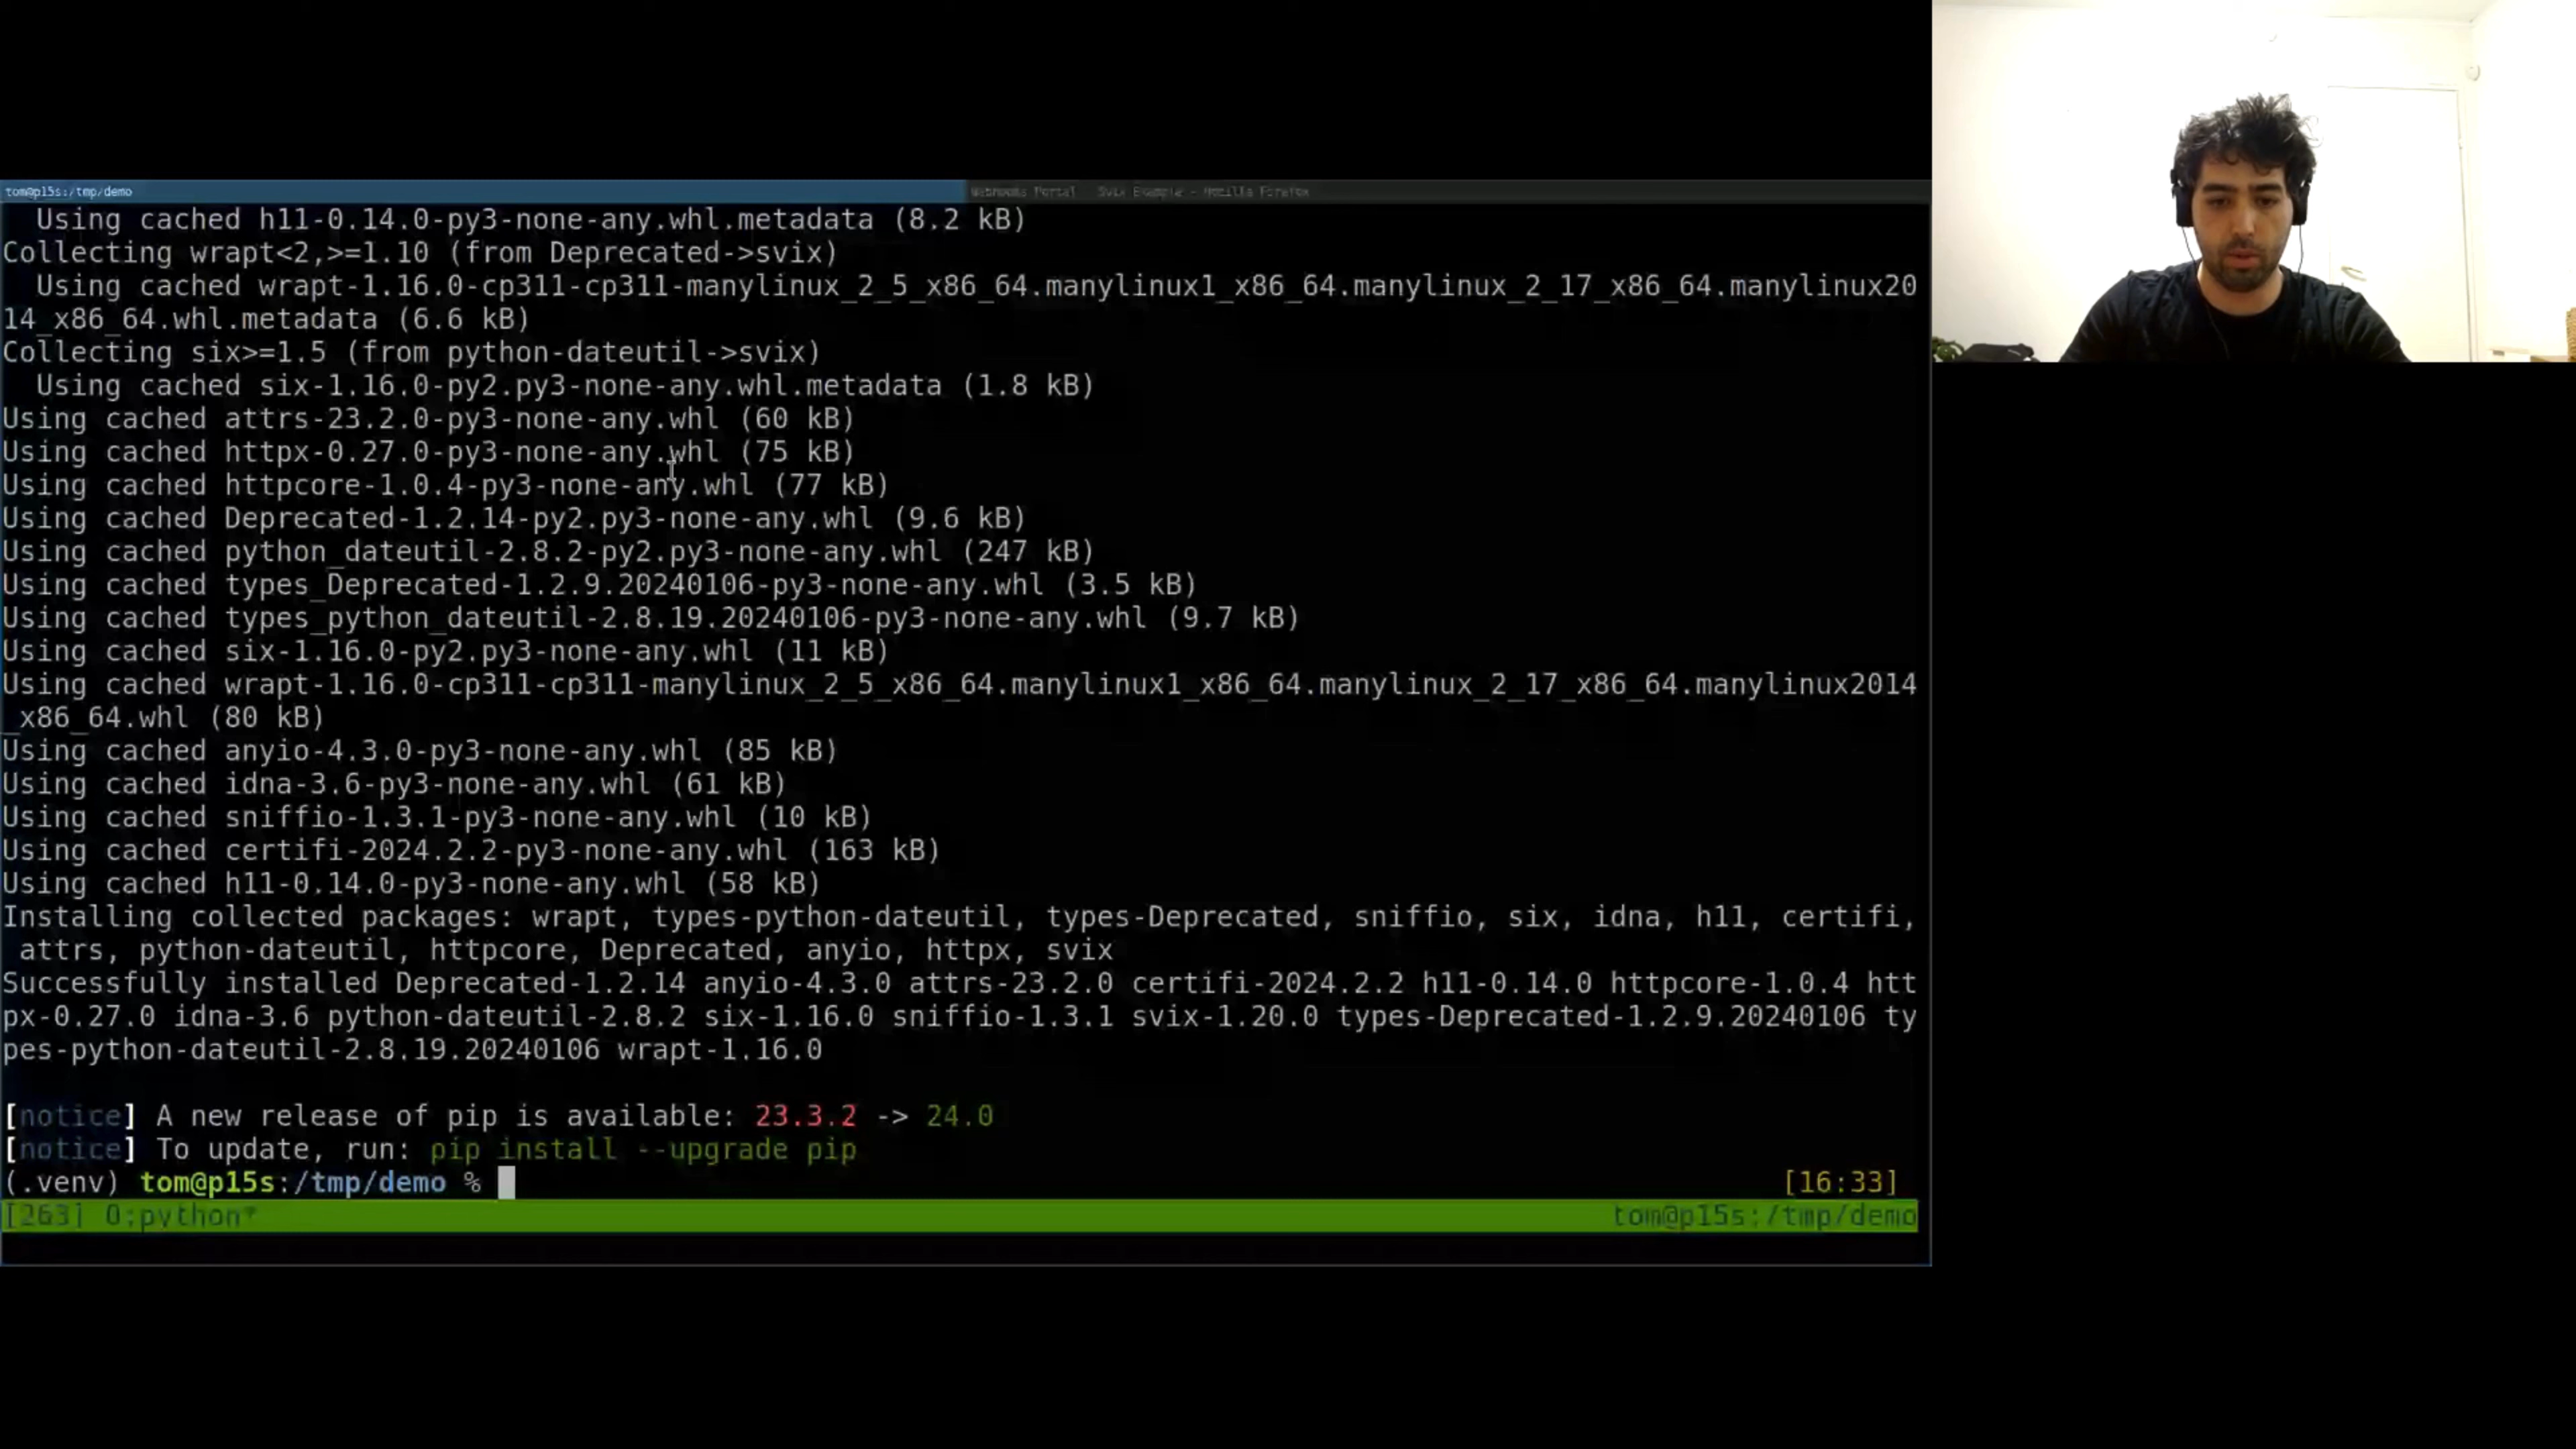 tom@p15s:/tmp/demo
Webhooks Portal Svix Example - Mozilla Firefox
Using cached h11-0.14.0-py3-none-any.whl.metadata (8.2 kB)
Collecting wrapt<2,>=1.10 (from Deprecated->svix)
Using cached wrapt-1.16.0-cp311-cp311-manylinux_2_5_x86_64.manylinux1_x86_64.manylinux_2_17_x86_64.manylinux20
14_x86_64.whl.metadata (6.6 kB)
Collecting six>=1.5 (from python-dateutil->svix)
Using cached six-1.16.0-py2.py3-none-any.whl.metadata (1.8 kB)
Using cached attrs-23.2.0-py3-none-any.whl (60 kB)
Using cached httpx-0.27.0-py3-none-any.whl (75 kB)
Using cached httpcore-1.0.4-py3-none-any.whl (77 kB)
Using cached Deprecated-1.2.14-py2.py3-none-any.whl (9.6 kB)
Using cached python_dateutil-2.8.2-py2.py3-none-any.whl (247 kB)
Using cached types_Deprecated-1.2.9.20240106-py3-none-any.whl (3.5 kB)
Using cached types_python_dateutil-2.8.19.20240106-py3-none-any.whl (9.7 kB)
Using cached six-1.16.0-py2.py3-none-any.whl (11 kB)
Using cached wrapt-1.16.0-cp311-cp311-manylinux_2_5_x86_64.manylinux1_x86_64.manylinux_2_17_x86_64.manylinux2014
_x86_64.whl (80 kB)
Using cached anyio-4.3.0-py3-none-any.whl (85 kB)
Using cached idna-3.6-py3-none-any.whl (61 kB)
Using cached sniffio-1.3.1-py3-none-any.whl (10 kB)
Using cached certifi-2024.2.2-py3-none-any.whl (163 kB)
Using cached h11-0.14.0-py3-none-any.whl (58 kB)
Installing collected packages: wrapt, types-python-dateutil, types-Deprecated, sniffio, six, idna, h11, certifi,
attrs, python-dateutil, httpcore, Deprecated, anyio, httpx, svix
Successfully installed Deprecated-1.2.14 anyio-4.3.0 attrs-23.2.0 certifi-2024.2.2 h11-0.14.0 httpcore-1.0.4 htt
px-0.27.0 idna-3.6 python-dateutil-2.8.2 six-1.16.0 sniffio-1.3.1 svix-1.20.0 types-Deprecated-1.2.9.20240106 ty
pes-python-dateutil-2.8.19.20240106 wrapt-1.16.0
[notice] A new release of pip is available: 23.3.2 -> 24.0
[notice] To update, run: pip install --upgrade pip
(.venv) tom@p15s:/tmp/demo % [16:33]
[263] 0:python* tom@p15s:/tmp/demo